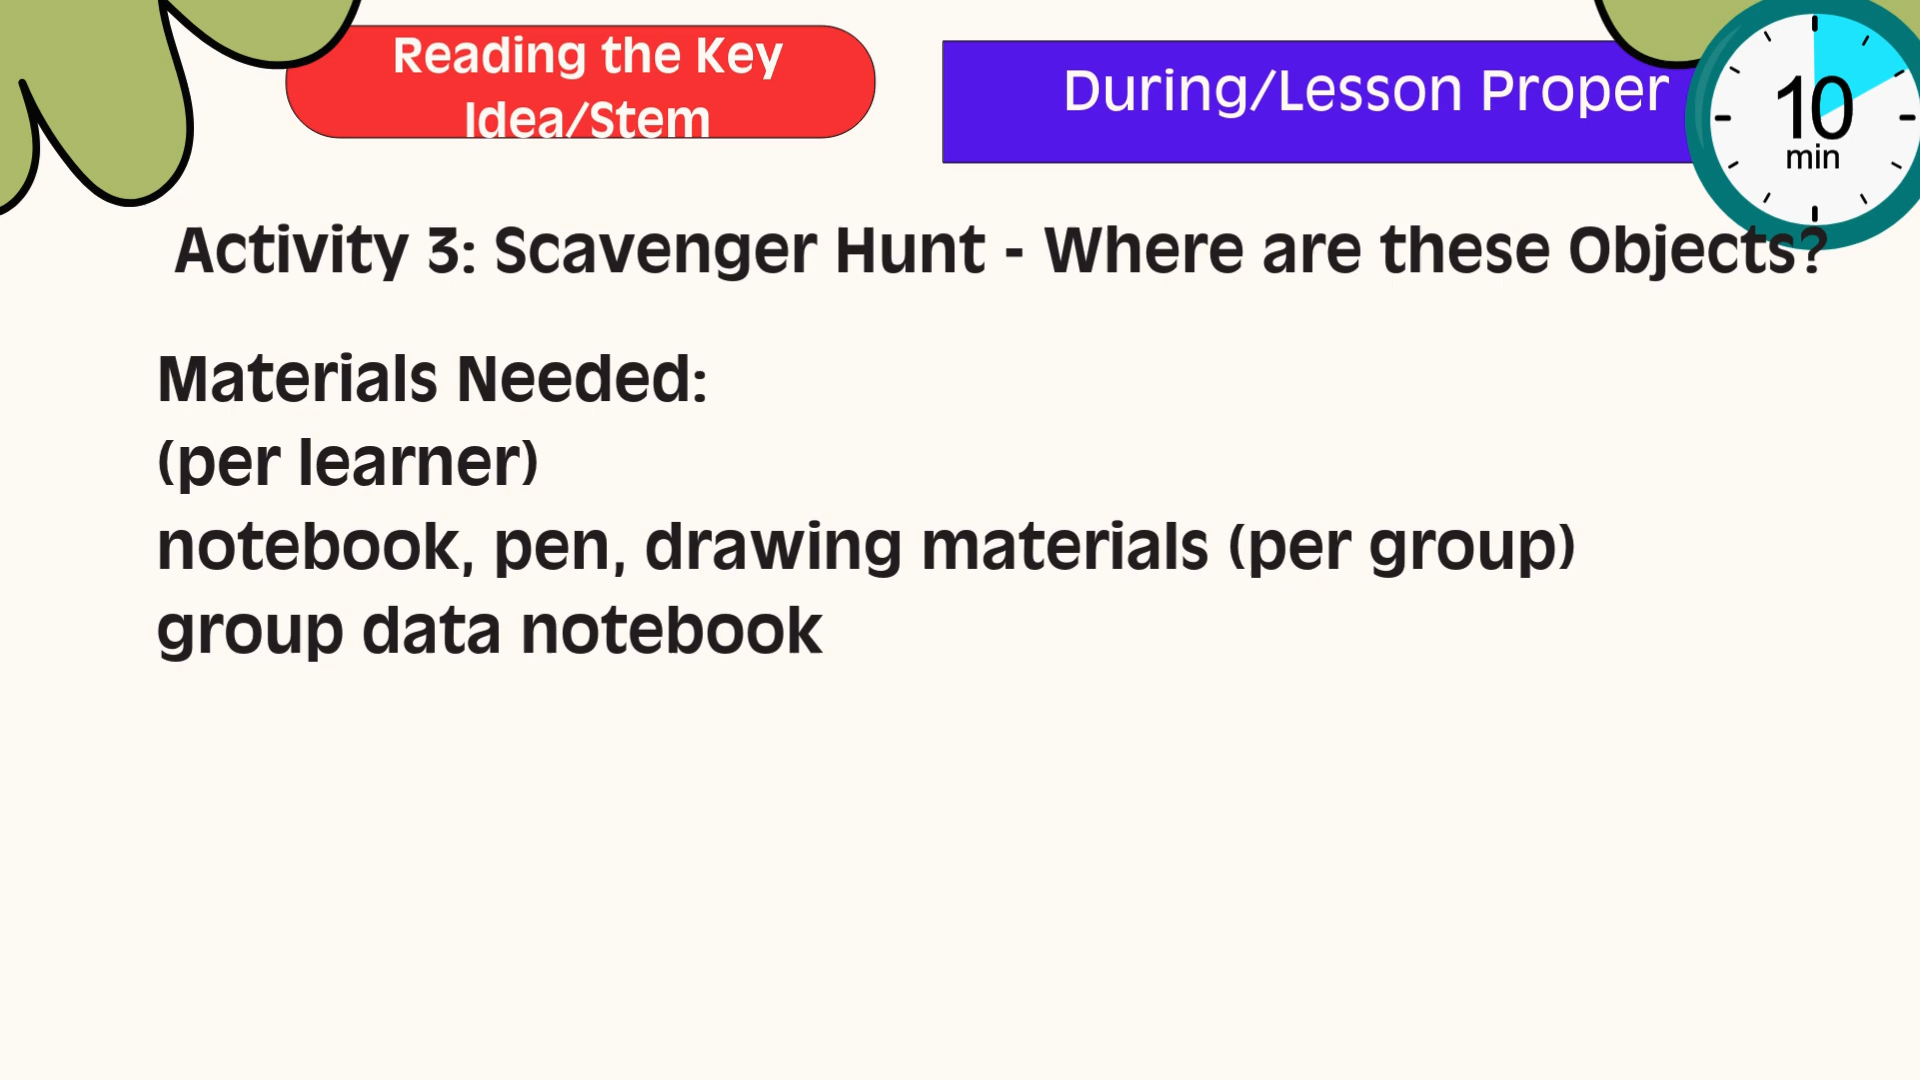 Reading the Key
Idea/Stem
During/Lesson Proper
10
min
Activity 3: Scavenger Hunt - Where are these Objects?
Materials Needed:
(per learner)
notebook, pen, drawing materials (per group)
group data notebook